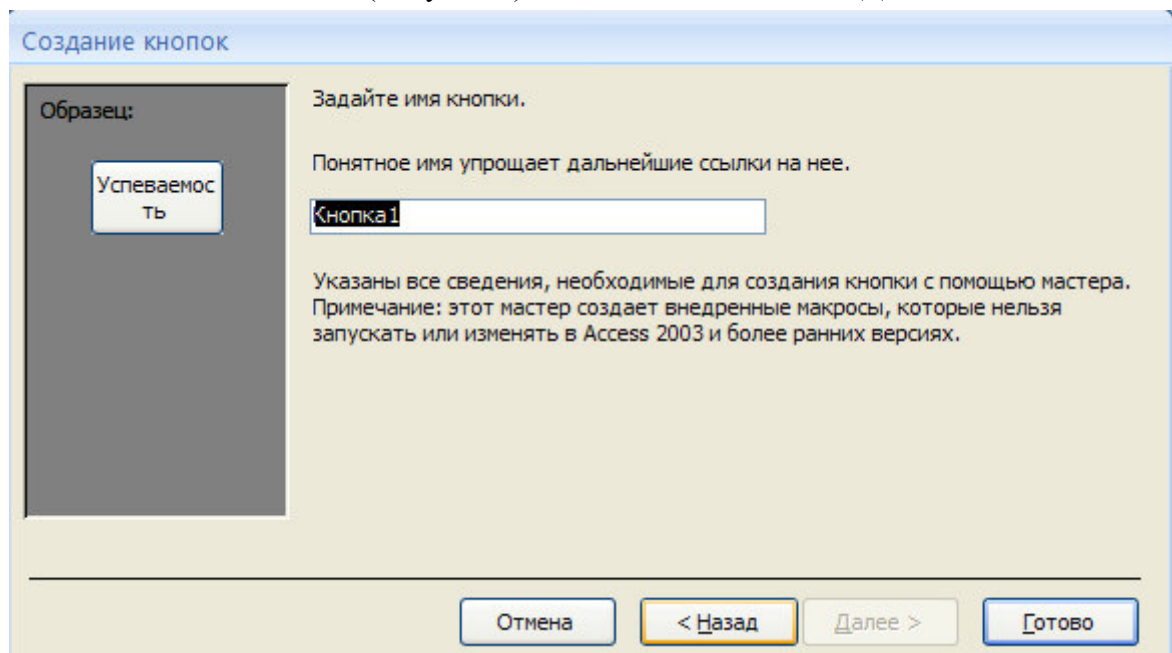 Создание кнопок
Образец:
Успеваемос
ть
Задайте имя кнопки.
Понятное имя упрощает дальнейшие ссылки на нее.
Кнопка1
Указаны все сведения, необходимые для создания кнопки с помощью мастера.
Примечание: этот мастер создает внедренные макросы, которые нельзя
запускать или изменять в Access 2003 и более ранних версиях.
Отмена
< Назад
Далее >
Готово